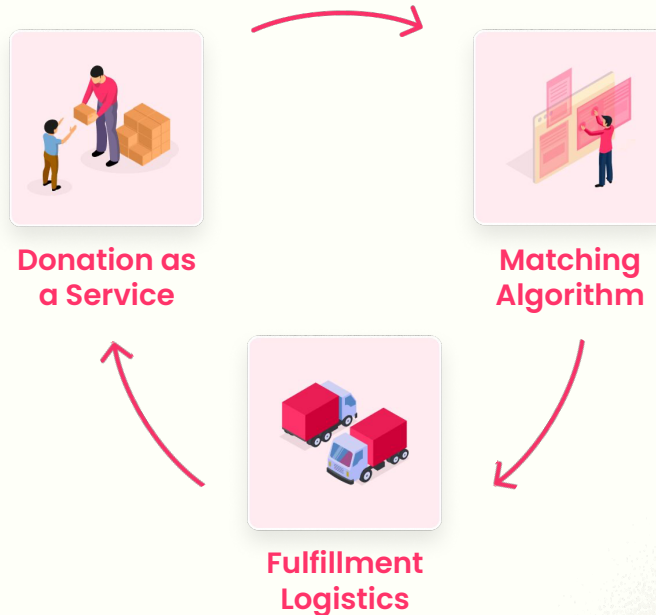 Donation as
a Service
Matching
Algorithm
Fulfillment
Logistics